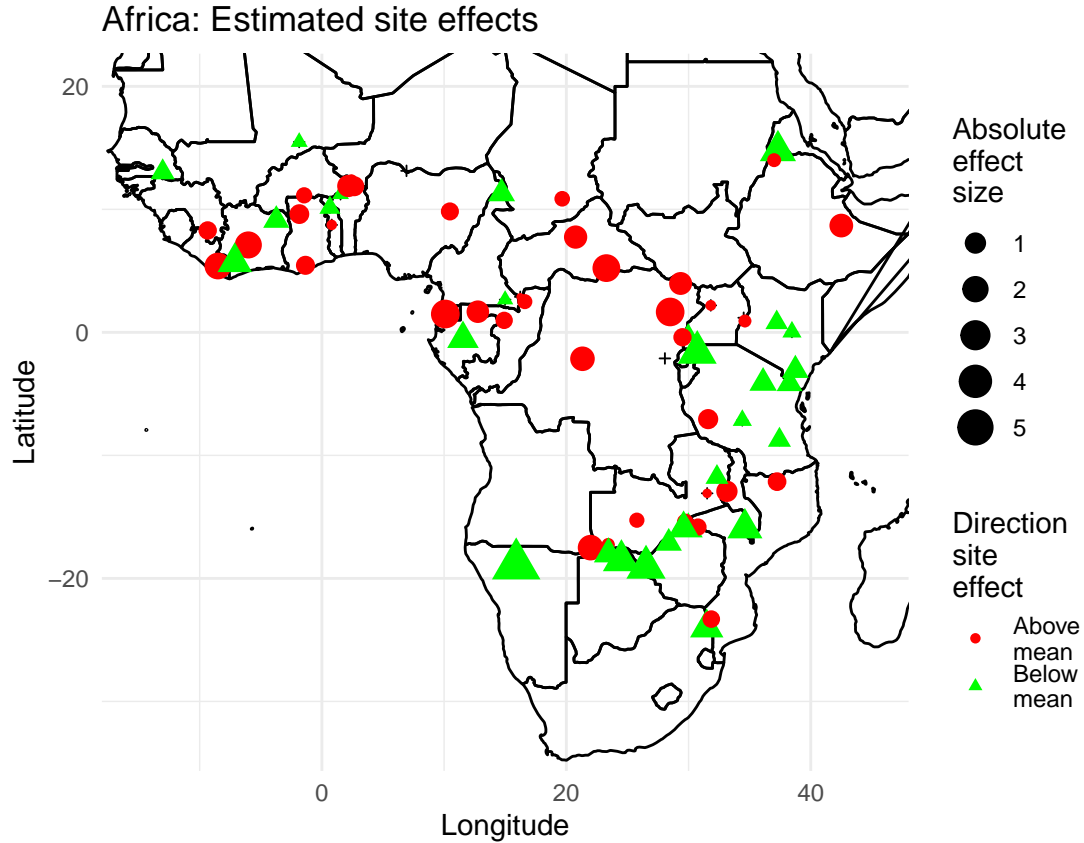 Africa: Estimated site effects
20
0
−20
Latitude
0
20
40
Longitude
Absolute
effect
size
1
2
3
4
5
Direction
site
effect
Above
mean
Below
mean